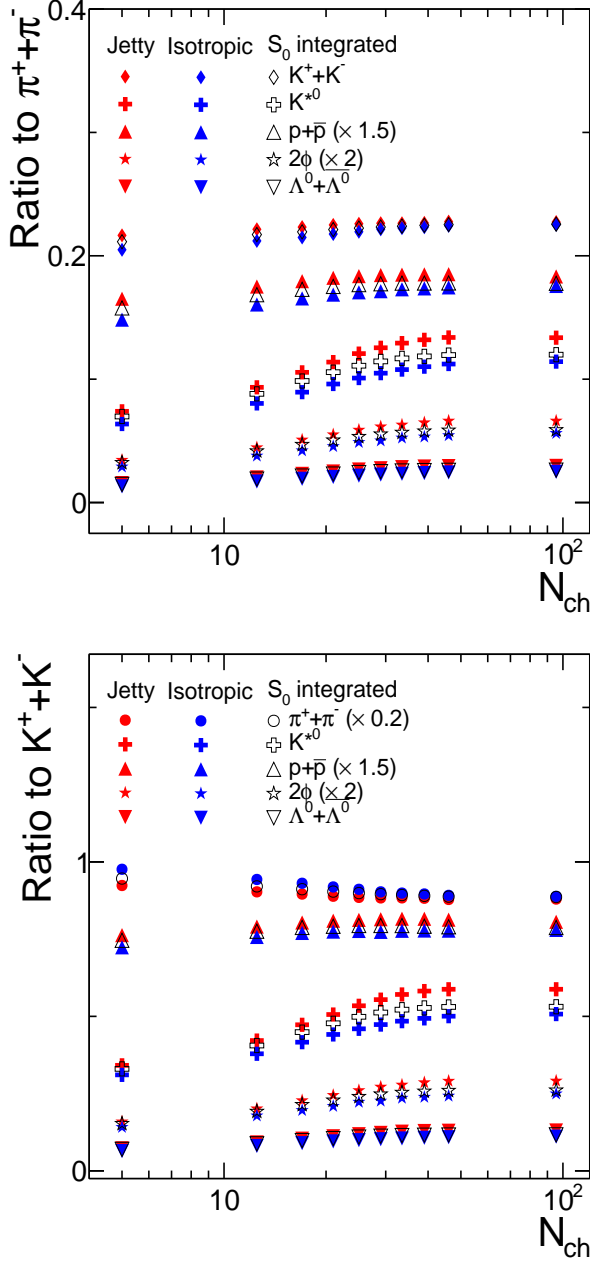 0.4
Jetty Isotropic S₀ integrated
K⁺+K⁻
K*⁰
p+p̅ (× 1.5)
2ϕ (× 2)
Λ⁰+Λ̅⁰
0.2
0
Ratio to π⁺+π⁻
10 10²
N_ch
Jetty Isotropic S₀ integrated
π⁺+π⁻ (× 0.2)
K*⁰
p+p̅ (× 1.5)
2ϕ (× 2)
Λ⁰+Λ̅⁰
1
0
Ratio to K⁺+K⁻
10 10²
N_ch